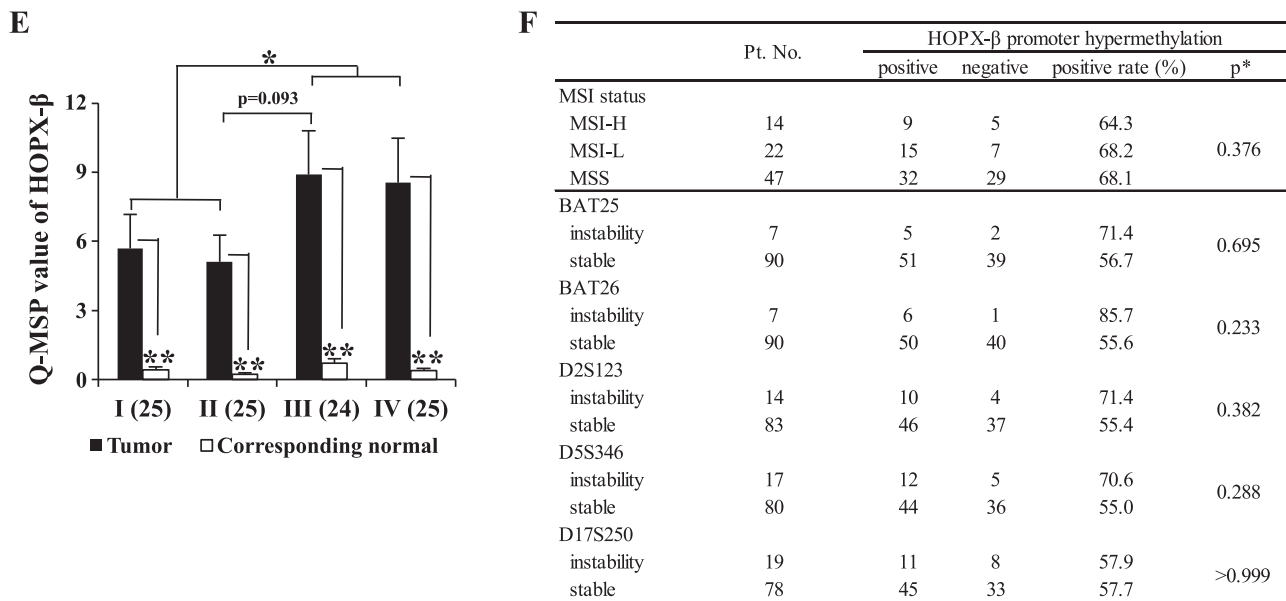 E
*
p=0.093
Q-MSP value of HOPX-β
12
9
6
3
0
** ** ** **
I (25) II (25) III (24) IV (25)
■ Tumor □ Corresponding normal
F
HOPX-β promoter hypermethylation
Pt. No.
positive negative positive rate (%) p*
MSI status
MSI-H 14 9 5 64.3
MSI-L 22 15 7 68.2 0.376
MSS 47 32 29 68.1
BAT25
instability 7 5 2 71.4 0.695
stable 90 51 39 56.7
BAT26
instability 7 6 1 85.7 0.233
stable 90 50 40 55.6
D2S123
instability 14 10 4 71.4 0.382
stable 83 46 37 55.4
D5S346
instability 17 12 5 70.6 0.288
stable 80 44 36 55.0
D17S250
instability 19 11 8 57.9 >0.999
stable 78 45 33 57.7